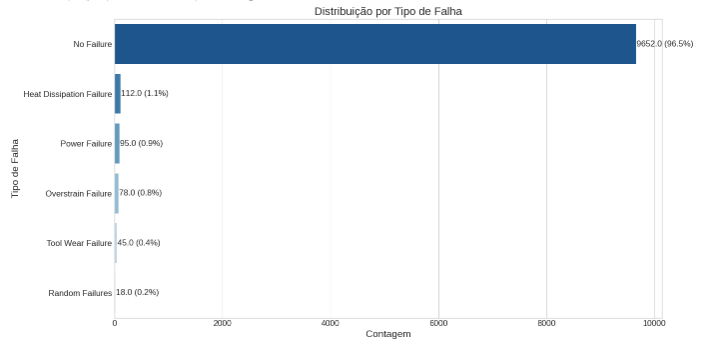 Distribuição por Tipo de Falha
Tipo de Falha
No Failure 9652.0 (96.5%)
Heat Dissipation Failure 112.0 (1.1%)
Power Failure 95.0 (0.9%)
Overstrain Failure 78.0 (0.8%)
Tool Wear Failure 45.0 (0.4%)
Random Failures 18.0 (0.2%)
0 2000 4000 6000 8000 10000
Contagem